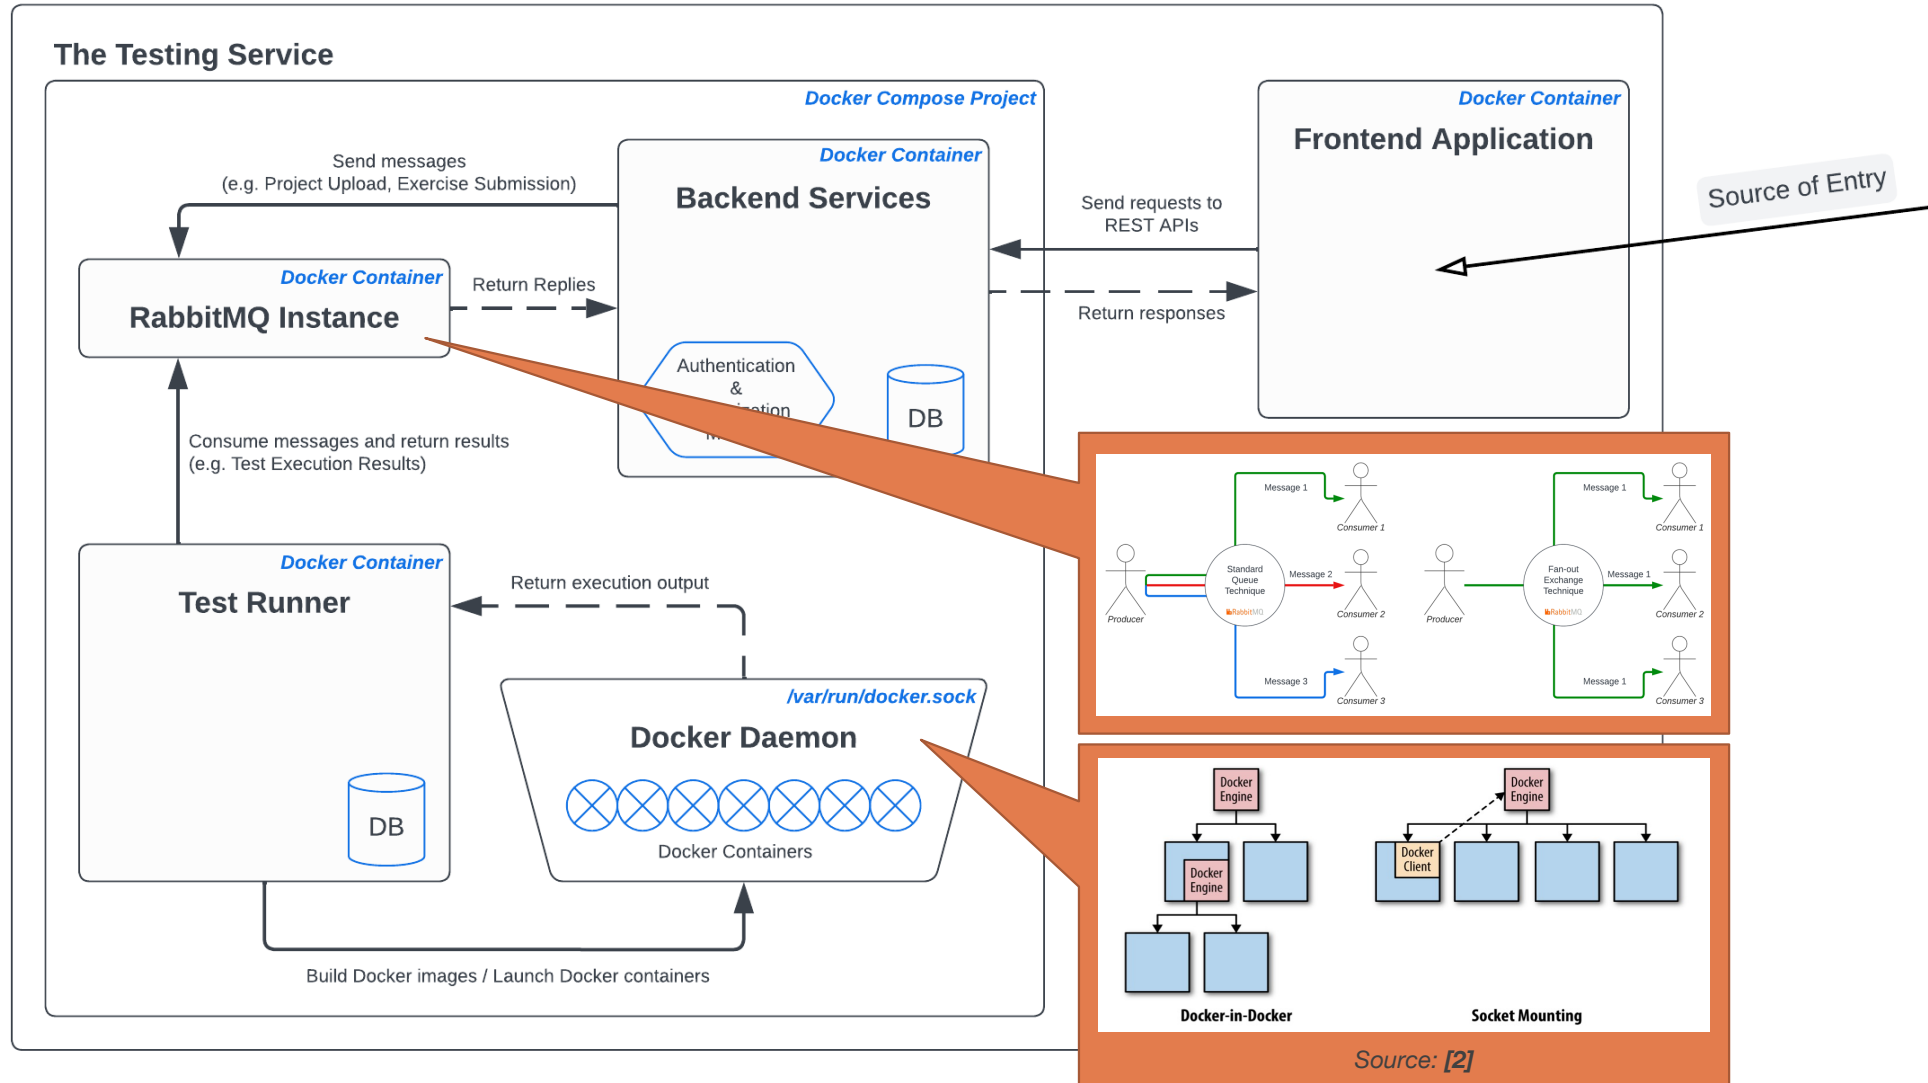 The Testing Service
Docker Compose Project
Docker Container
Frontend Application
Source of Entry
Send messages
(e.g. Project Upload, Exercise Submission)
Docker Container
Backend Services
Send requests to
REST APIs
Return responses
Docker Container
RabbitMQ Instance
Return Replies
Authentication
&
DB
Consume messages and return results
(e.g. Test Execution Results)
Docker Container
Test Runner
DB
Return execution output
/var/run/docker.sock
Docker Daemon
Docker Containers
Build Docker images / Launch Docker containers
Message 1
Consumer 1
Producer
Standard
Queue
Technique
RabbitMQ
Message 2
Consumer 2
Message 3
Consumer 3
Message 1
Consumer 1
Producer
Fan-out
Exchange
Technique
RabbitMQ
Message 1
Consumer 2
Message 1
Consumer 3
Docker
Engine
Docker
Engine
Docker-in-Docker
Docker
Engine
Docker
Client
Socket Mounting
Source: [2]